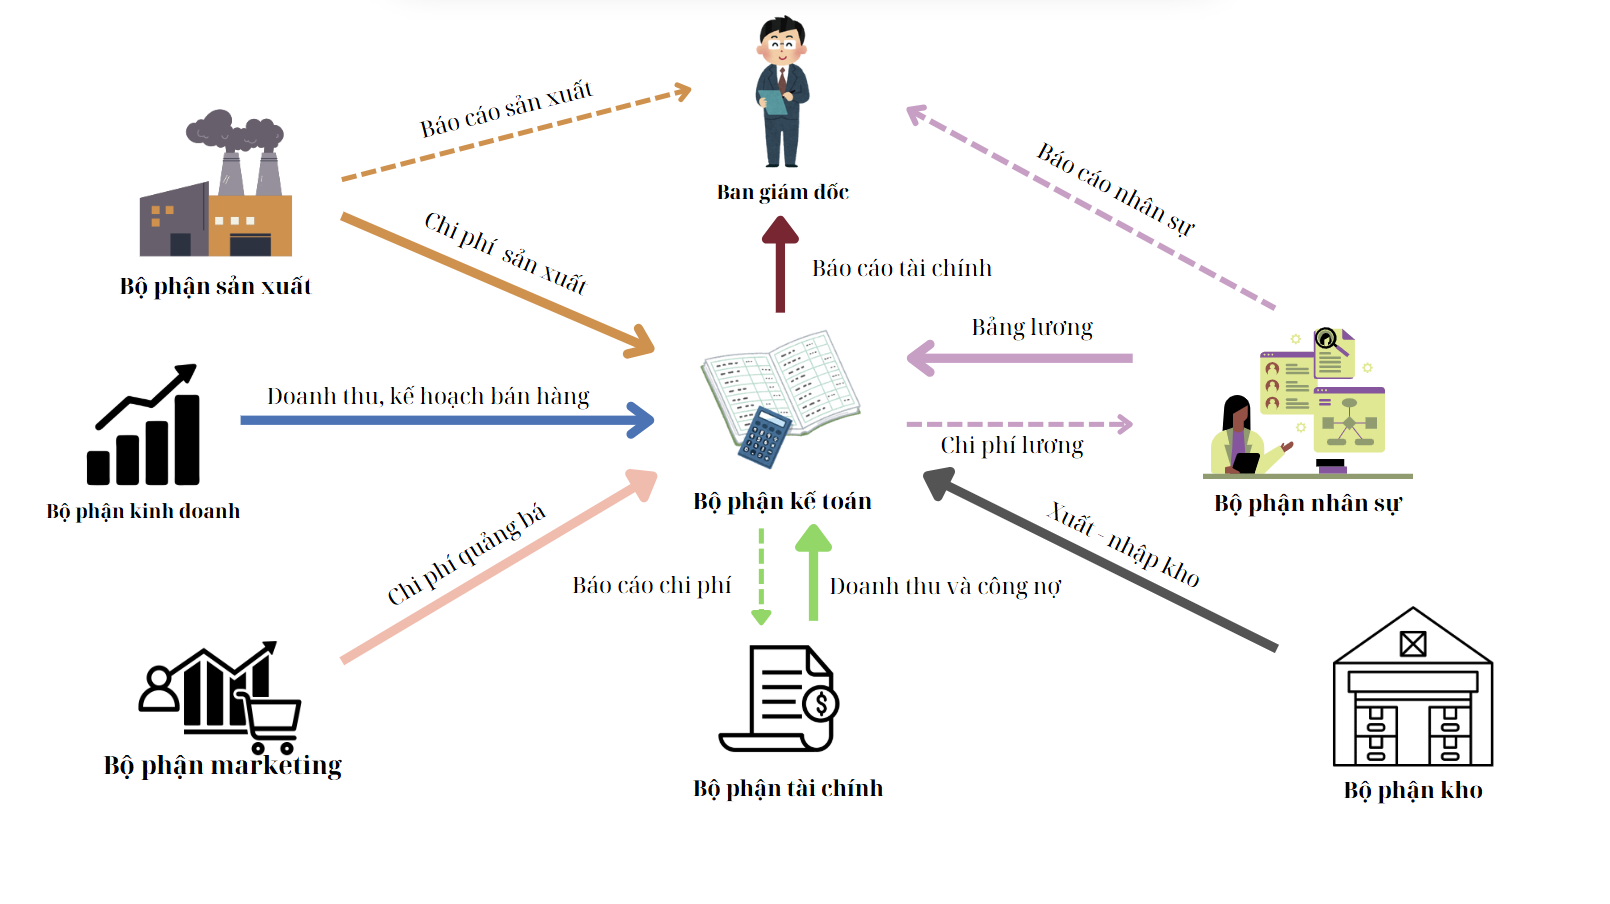 Báo cáo sản xuất
Ban giám đốc
Báo cáo nhân sự
Chi phí sản xuất
Bộ phận sản xuất
Báo cáo tài chính
Bảng lương
Doanh thu, kế hoạch bán hàng
Chi phí lương
Bộ phận kinh doanh
Bộ phận kế toán
Bộ phận nhân sự
Chi phí quảng bá
Xuất - nhập kho
Báo cáo chi phí
Doanh thu và công nợ
$
Bộ phận marketing
Bộ phận tài chính
Bộ phận kho